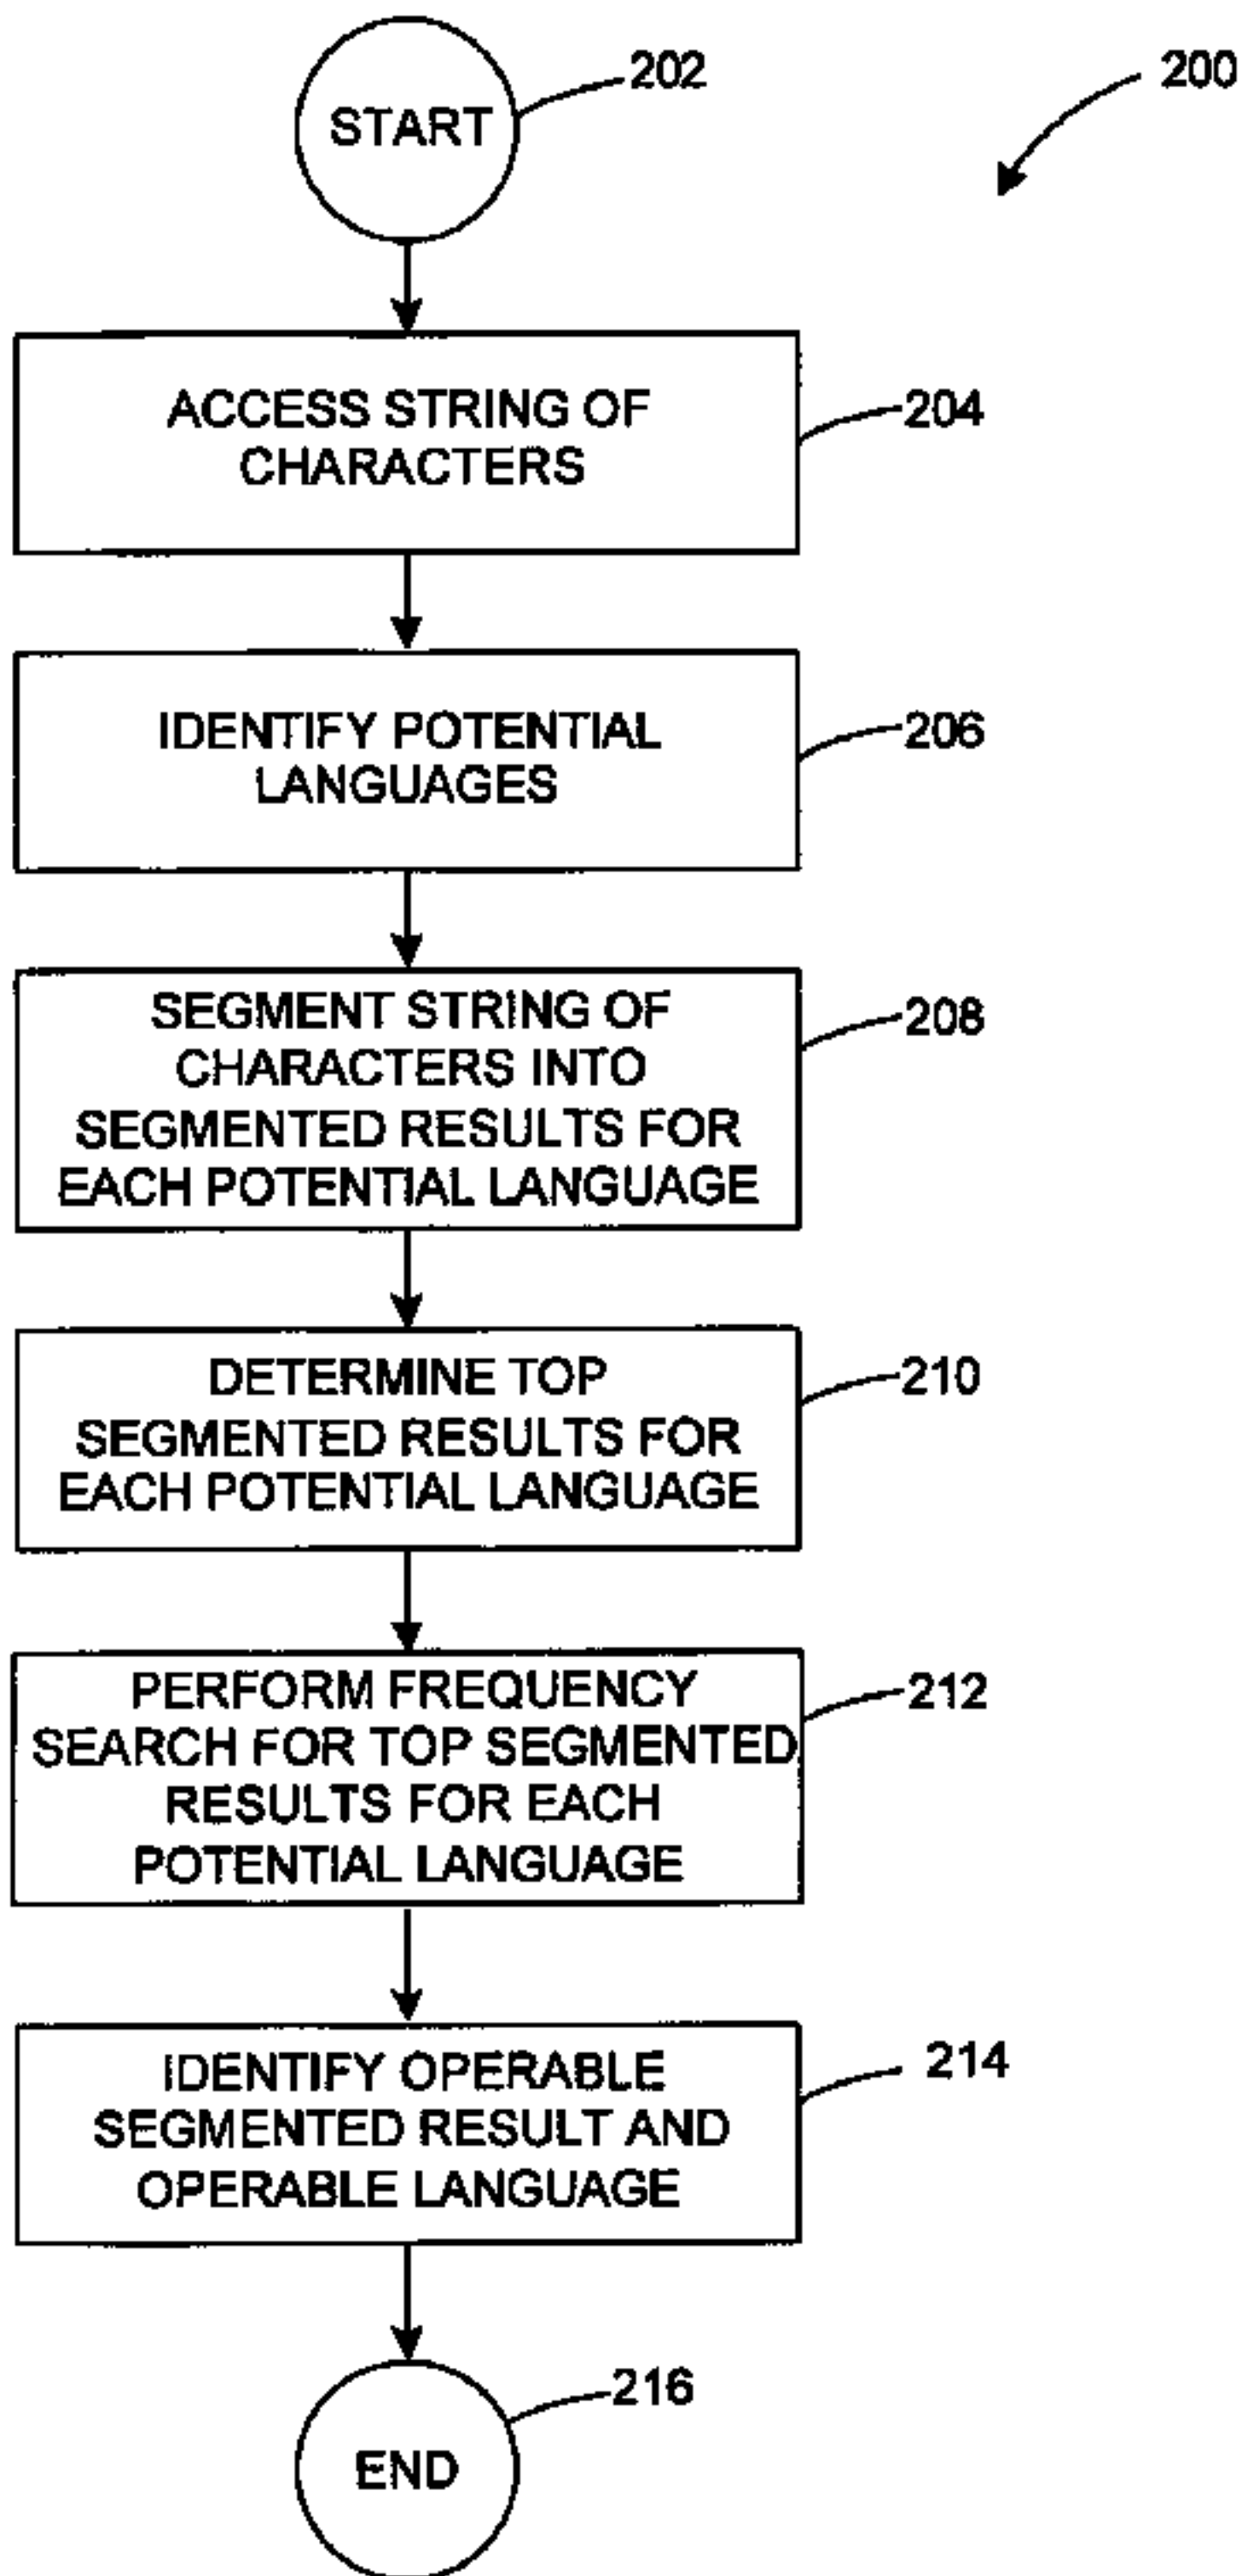 START
202
200
ACCESS STRING OF
CHARACTERS
204
IDENTIFY POTENTIAL
LANGUAGES
206
SEGMENT STRING OF
CHARACTERS INTO
SEGMENTED RESULTS FOR
EACH POTENTIAL LANGUAGE
208
DETERMINE TOP
SEGMENTED RESULTS FOR
EACH POTENTIAL LANGUAGE
210
PERFORM FREQUENCY
SEARCH FOR TOP SEGMENTED
RESULTS FOR EACH
POTENTIAL LANGUAGE
212
IDENTIFY OPERABLE
SEGMENTED RESULT AND
OPERABLE LANGUAGE
214
END
216